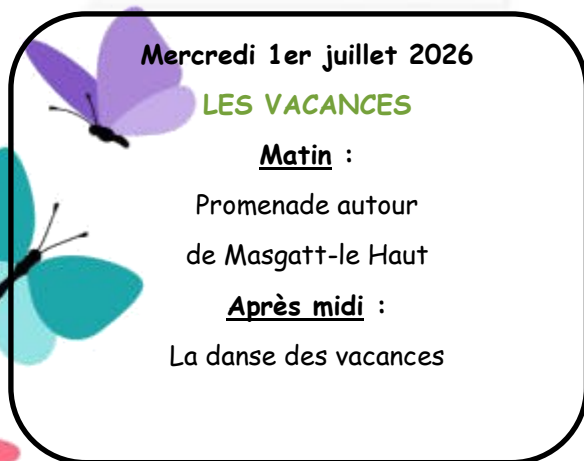 Mercredi 1er juillet 2026
LES VACANCES
Matin :
Promenade autour
de Masgatt-le Haut
Après midi :
La danse des vacances